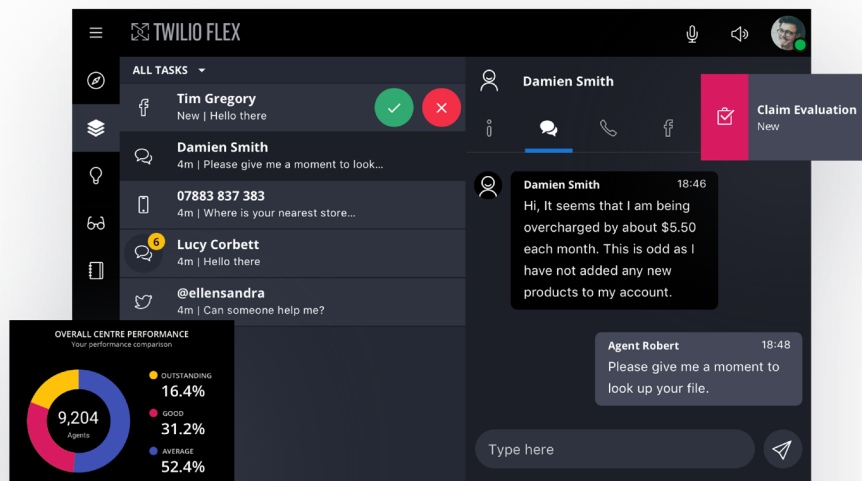 TWILIO FLEX
ALL TASKS
Tim Gregory
New | Hello there
Damien Smith
4m | Please give me a moment to look...
07883 837 383
4m | Where is your nearest store...
6
Lucy Corbett
4m | Hello there
@ellensandra
4m | Can someone help me?
Damien Smith
Claim Evaluation
New
Damien Smith 18:46
Hi, It seems that I am being
overcharged by about $5.50
each month. This is odd as I
have not added any new
products to my account.
Agent Robert 18:48
Please give me a moment to
look up your file.
Type here
OVERALL CENTRE PERFORMANCE
Your performance comparison
9,204
Agents
OUTSTANDING
16.4%
GOOD
31.2%
AVERAGE
52.4%